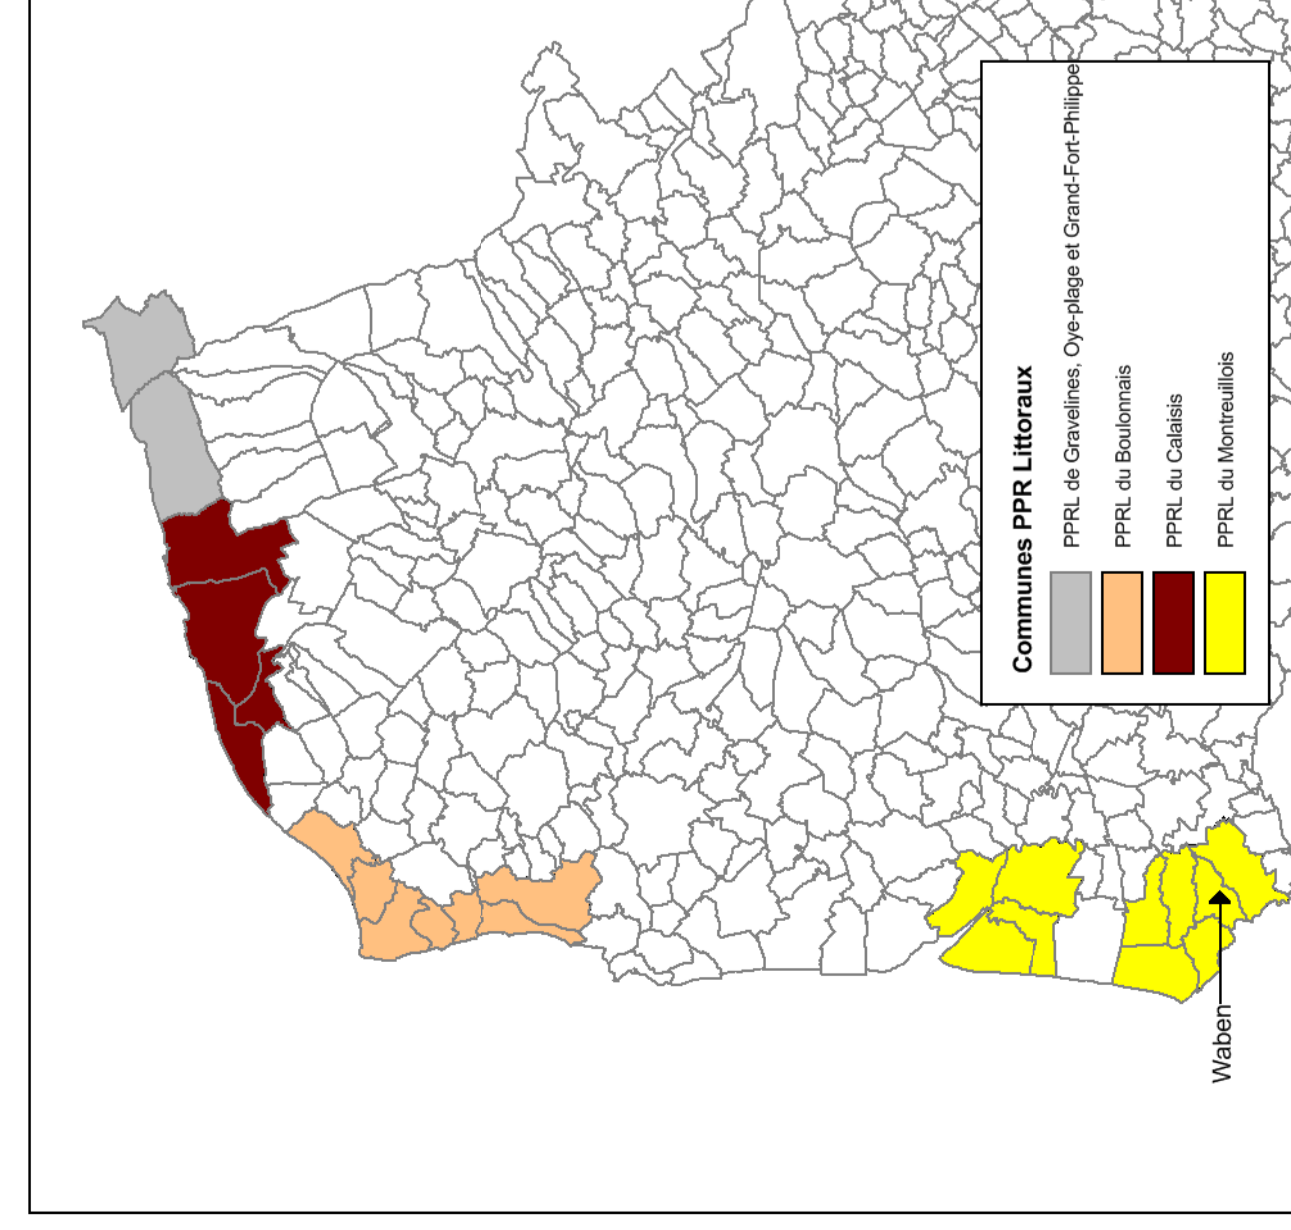 Communes PPR Littoraux
PPRL de Gravelines, Oye-plage et Grand-Fort-Philippe
PPRL du Boulonnais
PPRL du Calaisis
PPRL du Montreuillois
Waben